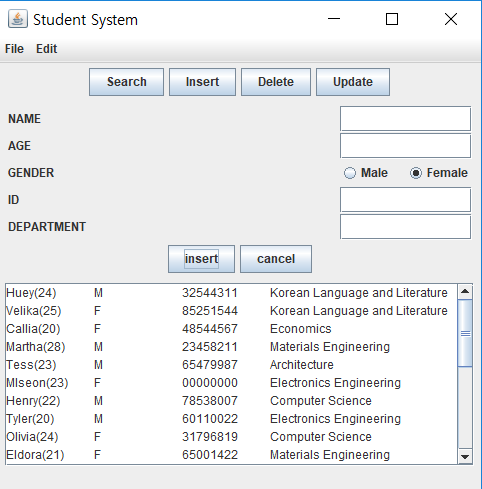 Student System
File Edit
Search Insert Delete Update
NAME
AGE
GENDER Male Female
ID
DEPARTMENT
insert cancel
Huey(24) M 32544311 Korean Language and Literature
Velika(25) F 85251544 Korean Language and Literature
Callia(20) F 48544567 Economics
Martha(28) M 23458211 Materials Engineering
Tess(23) M 65479987 Architecture
MIseon(23) F 00000000 Electronics Engineering
Henry(22) M 78538007 Computer Science
Tyler(20) M 60110022 Electronics Engineering
Olivia(24) F 31796819 Computer Science
Eldora(21) F 65001422 Materials Engineering